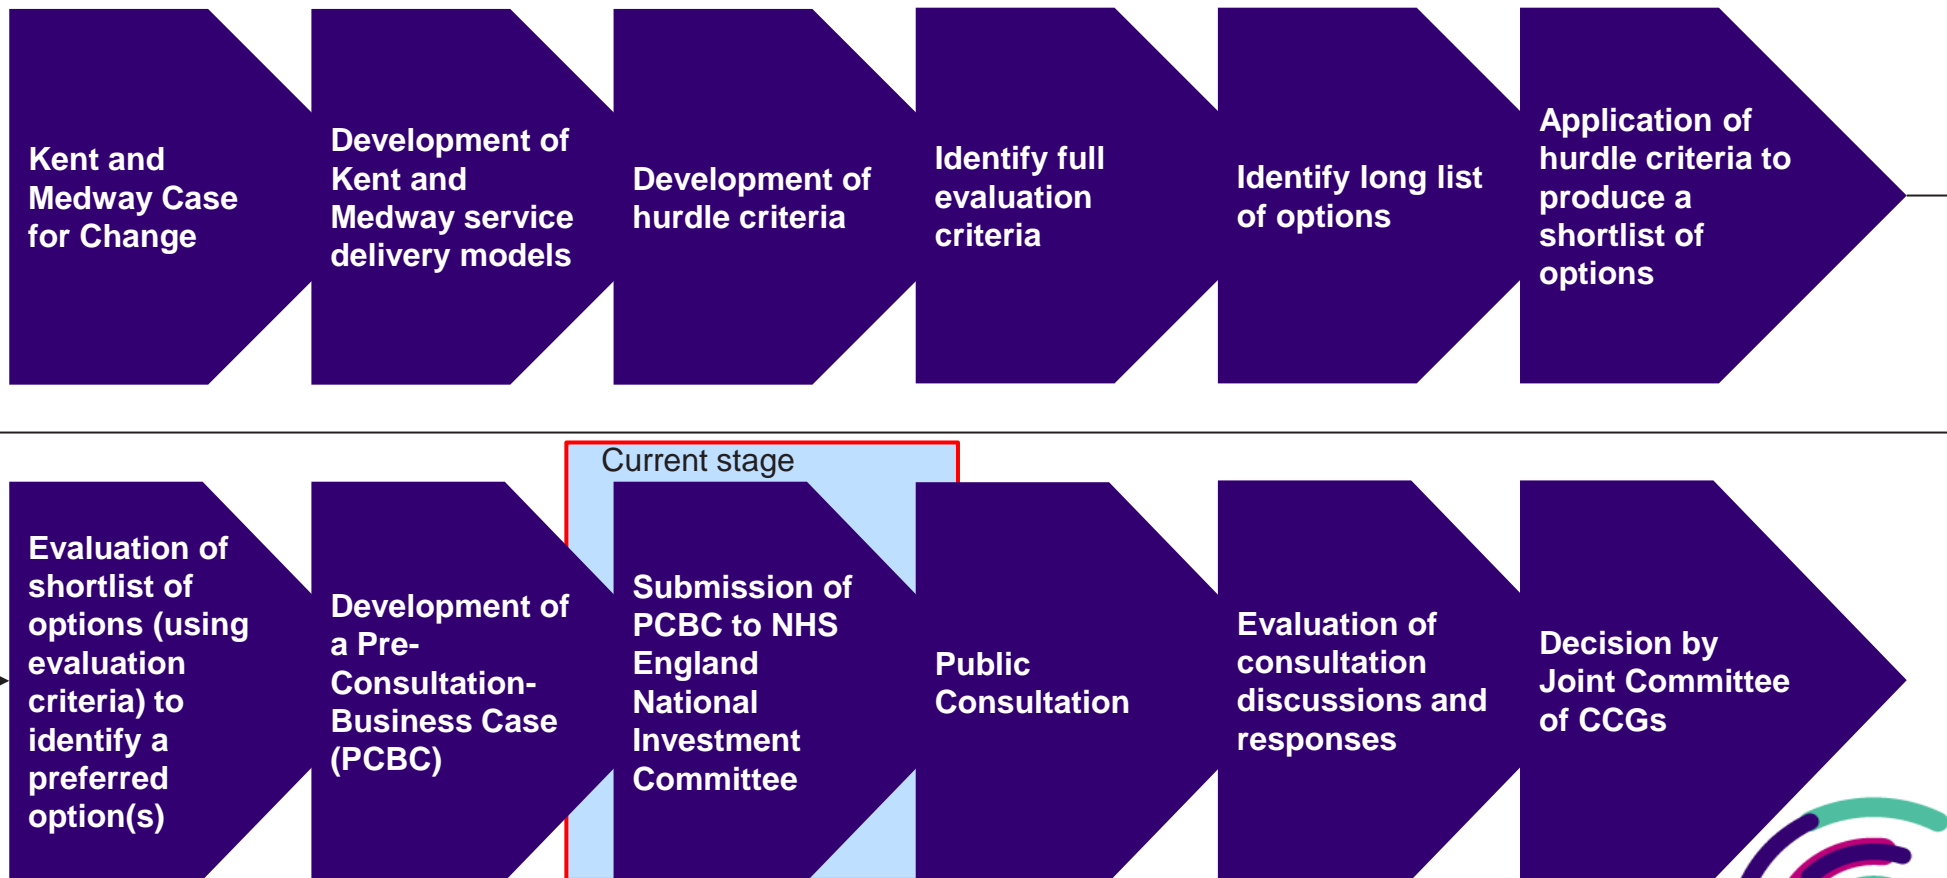 Kent and
Medway Case
for Change
Development of
Kent and
Medway service
delivery models
Development of
hurdle criteria
Identify full
evaluation
criteria
Identify long list
of options
Application of
hurdle criteria to
produce a
shortlist of
options
Current stage
Evaluation of
shortlist of
options (using
evaluation
criteria) to
identify a
preferred
option(s)
Development of
a Pre-
Consultation-
Business Case
(PCBC)
Submission of
PCBC to NHS
England
National
Investment
Committee
Public
Consultation
Evaluation of
consultation
discussions and
responses
Decision by
Joint Committee
of CCGs